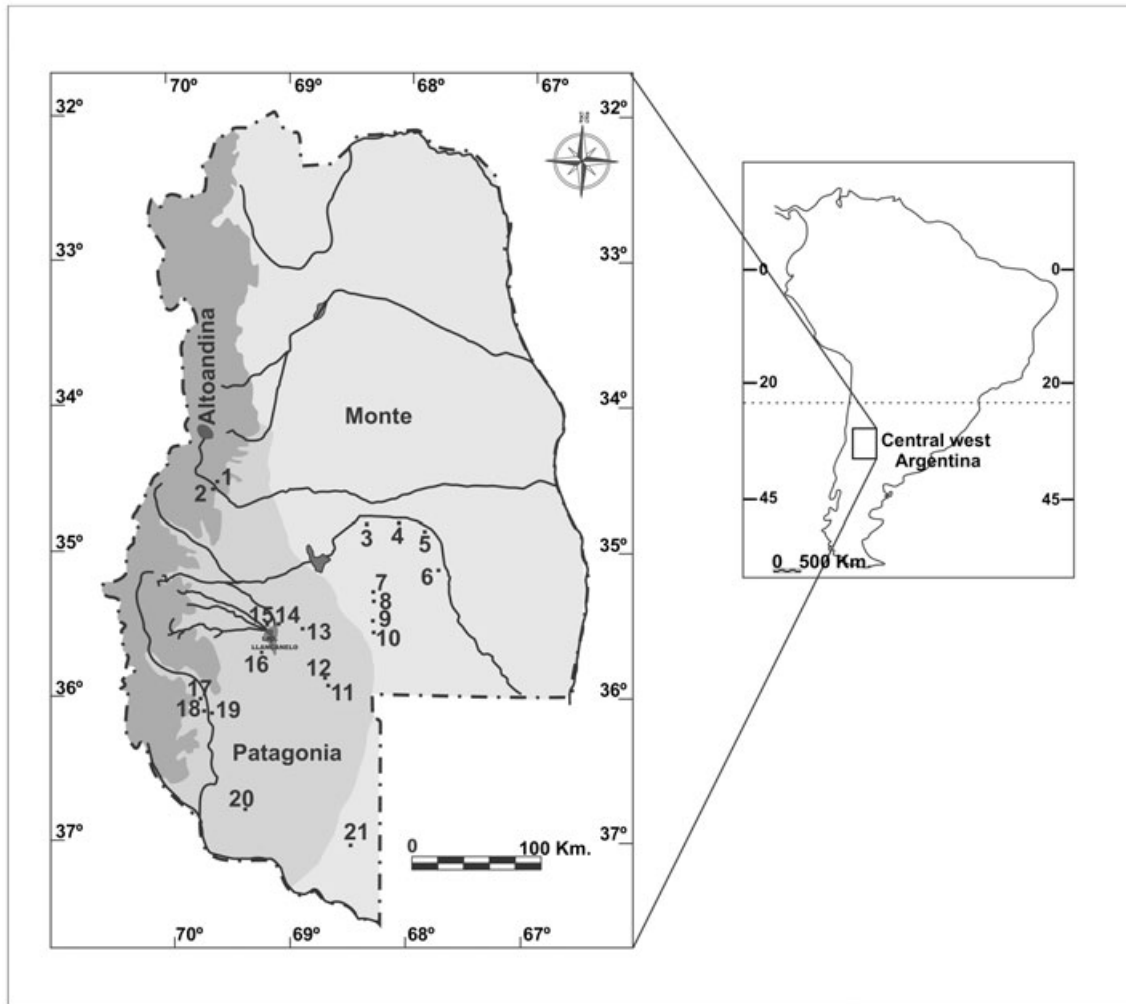 70º 69º 68º 67º
32º 32º
33º 33º
34º 34º
35º 35º
36º 36º
37º 37º
70º 69º 68º 67º
Altoandina
Monte
Patagonia
LLANCANELO
1
2
3 4 5
6
7
8
9
10
15 14
13
16
12
11
17
18 19
20
21
0 100 Km.
0 0
20 20
45 45
Central west
Argentina
0 500 Km.